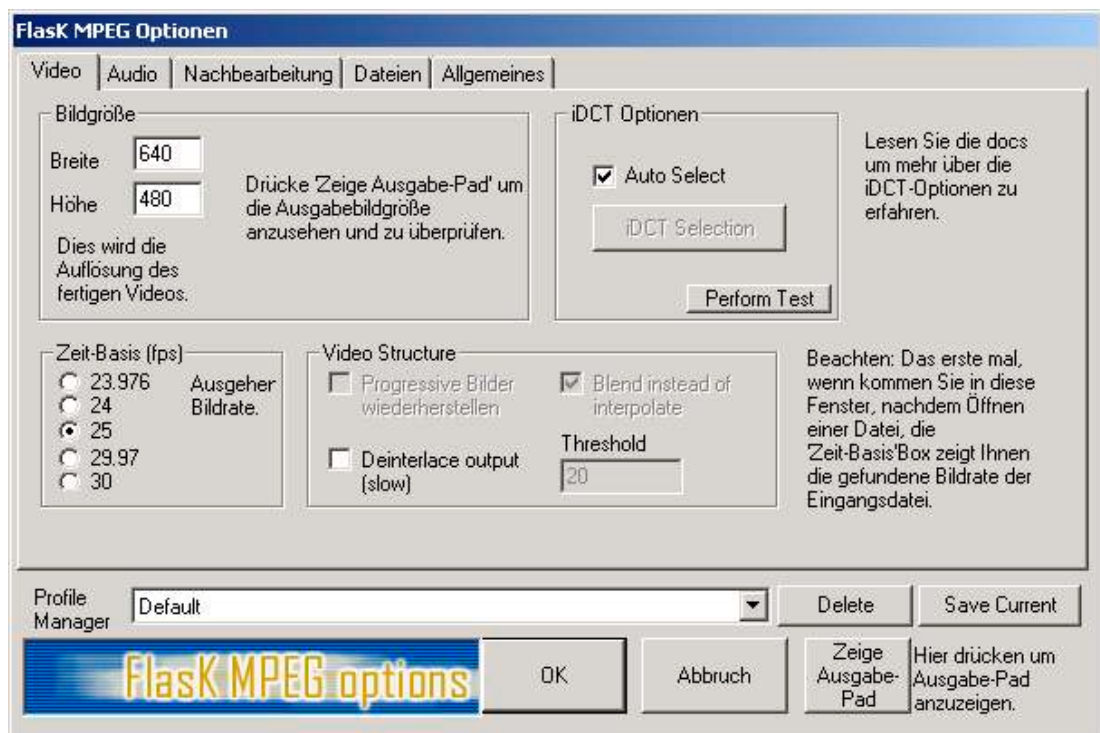 FlasK MPEG Optionen
Video
Audio
Nachbearbeitung
Dateien
Allgemeines
Bildgröße
Breite
640
Höhe
480
Dies wird die
Auflösung des
fertigen Videos.
Drücke 'Zeige Ausgabe-Pad' um
die Ausgabebildgröße
anzusehen und zu überprüfen.
iDCT Optionen
Auto Select
iDCT Selection
Perform Test
Lesen Sie die docs
um mehr über die
iDCT-Optionen zu
erfahren.
Zeit-Basis (fps)
23.976
24
25
29.97
30
Ausgeher
Bildrate.
Video Structure
Progressive Bilder
wiederherstellen
Blend instead of
interpolate
Deinterlace output
(slow)
Threshold
20
Beachten: Das erste mal,
wenn kommen Sie in diese
Fenster, nachdem Öffnen
einer Datei, die
'Zeit-Basis'Box zeigt Ihnen
die gefundene Bildrate der
Eingangsdatei.
Profile
Manager
Default
Delete
Save Current
FlasK MPEG options
OK
Abbruch
Zeige
Ausgabe-
Pad
Hier drücken um
Ausgabe-Pad
anzuzeigen.